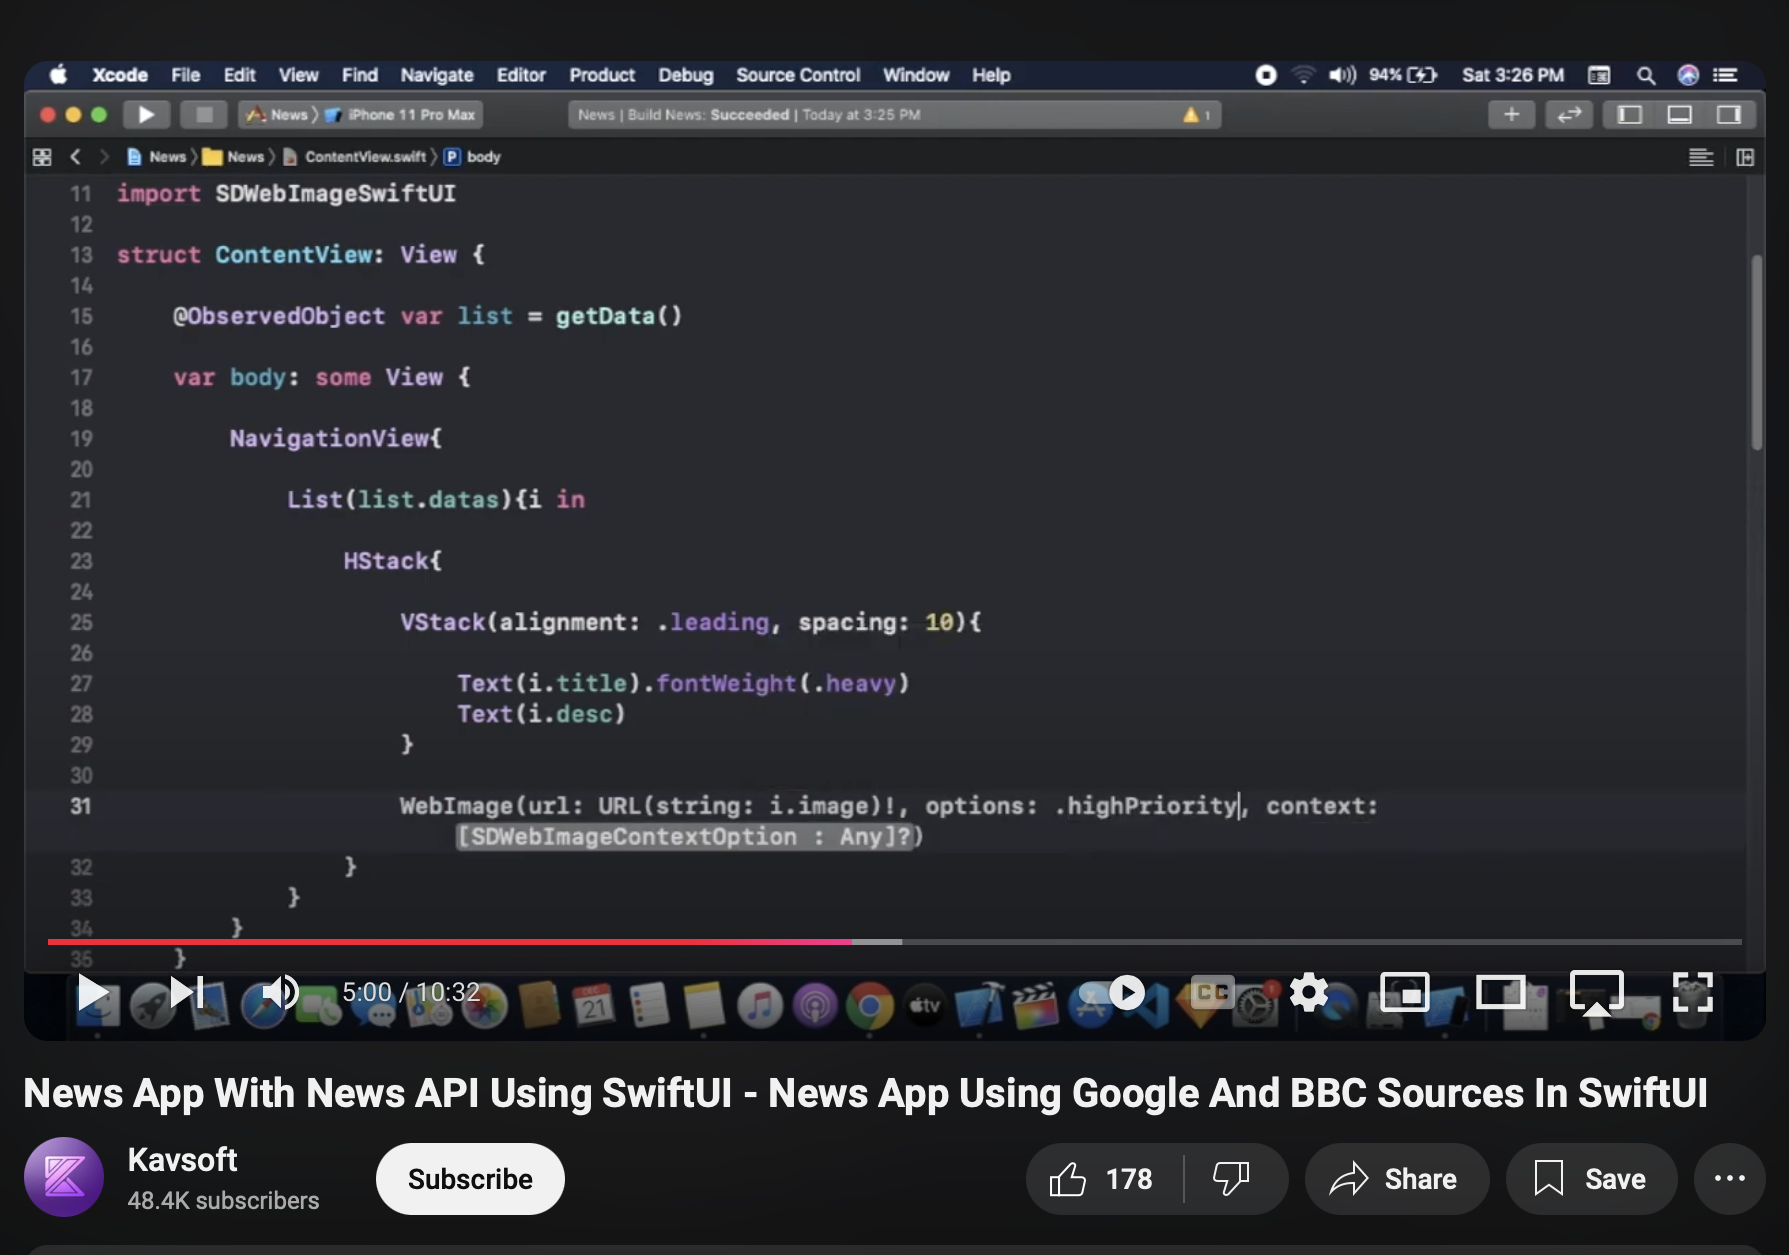 Xcode File Edit View Find Navigate Editor Product Debug Source Control Window Help 94% Sat 3:26 PM
News iPhone 11 Pro Max News | Build News: Succeeded | Today at 3:25 PM 1
News News ContentView.swift P body
11 import SDWebImageSwiftUI
12
13 struct ContentView: View {
14
15 @ObservedObject var list = getData()
16
17 var body: some View {
18
19 NavigationView{
20
21 List(list.datas){i in
22
23 HStack{
24
25 VStack(alignment: .leading, spacing: 10){
26
27 Text(i.title).fontWeight(.heavy)
28 Text(i.desc)
29 }
30
31 WebImage(url: URL(string: i.image)!, options: .highPriority, context:
[SDWebImageContextOption : Any]?)
32 }
33 }
34 }
35 }
5:00 / 10:32 21 tv CC 1
News App With News API Using SwiftUI - News App Using Google And BBC Sources In SwiftUI
Kavsoft
48.4K subscribers
Subscribe
178 Share Save